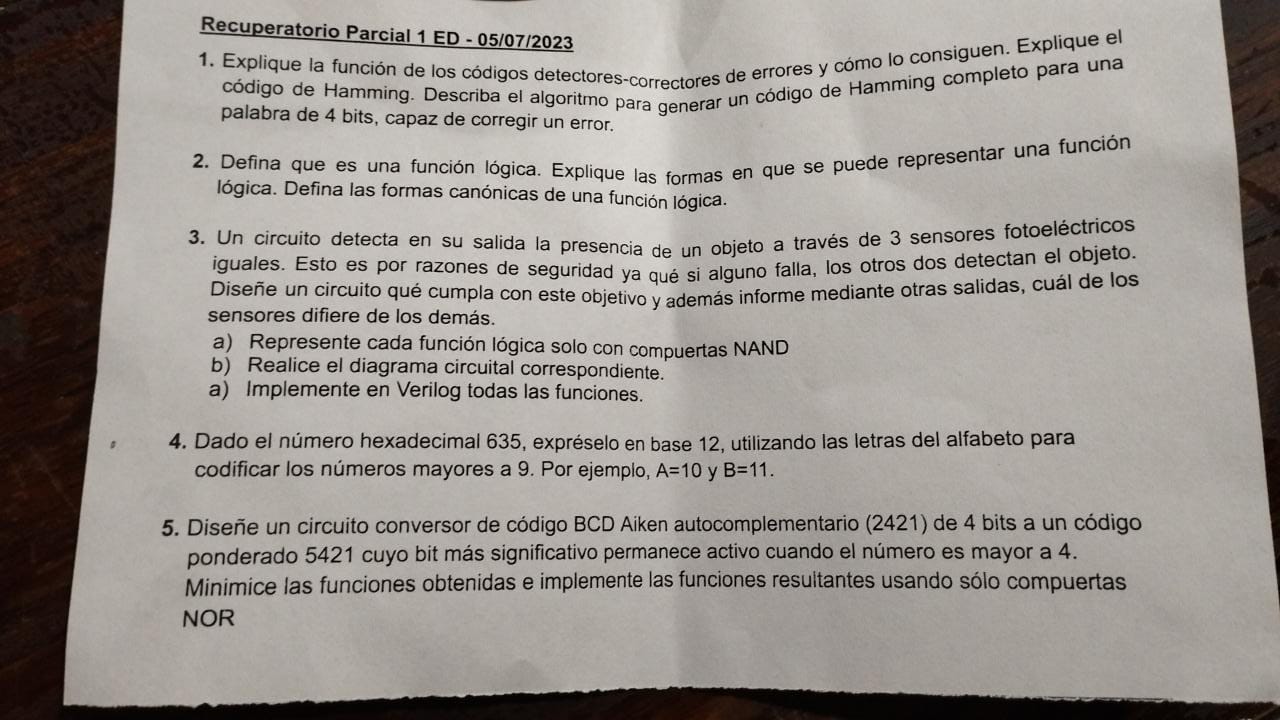 Recuperatorio Parcial 1 ED - 05/07/2023
1. Explique la función de los códigos detectores-correctores de errores y cómo lo consiguen. Explique el
código de Hamming. Describa el algoritmo para generar un código de Hamming completo para una
palabra de 4 bits, capaz de corregir un error.
2. Defina que es una función lógica. Explique las formas en que se puede representar una función
lógica. Defina las formas canónicas de una función lógica.
3. Un circuito detecta en su salida la presencia de un objeto a través de 3 sensores fotoeléctricos
iguales. Esto es por razones de seguridad ya qué si alguno falla, los otros dos detectan el objeto.
Diseñe un circuito qué cumpla con este objetivo y además informe mediante otras salidas, cuál de los
sensores difiere de los demás.
a) Represente cada función lógica solo con compuertas NAND
b) Realice el diagrama circuital correspondiente.
a) Implemente en Verilog todas las funciones.
4. Dado el número hexadecimal 635, expréselo en base 12, utilizando las letras del alfabeto para
codificar los números mayores a 9. Por ejemplo, A=10 y B=11.
5. Diseñe un circuito conversor de código BCD Aiken autocomplementario (2421) de 4 bits a un código
ponderado 5421 cuyo bit más significativo permanece activo cuando el número es mayor a 4.
Minimice las funciones obtenidas e implemente las funciones resultantes usando sólo compuertas
NOR